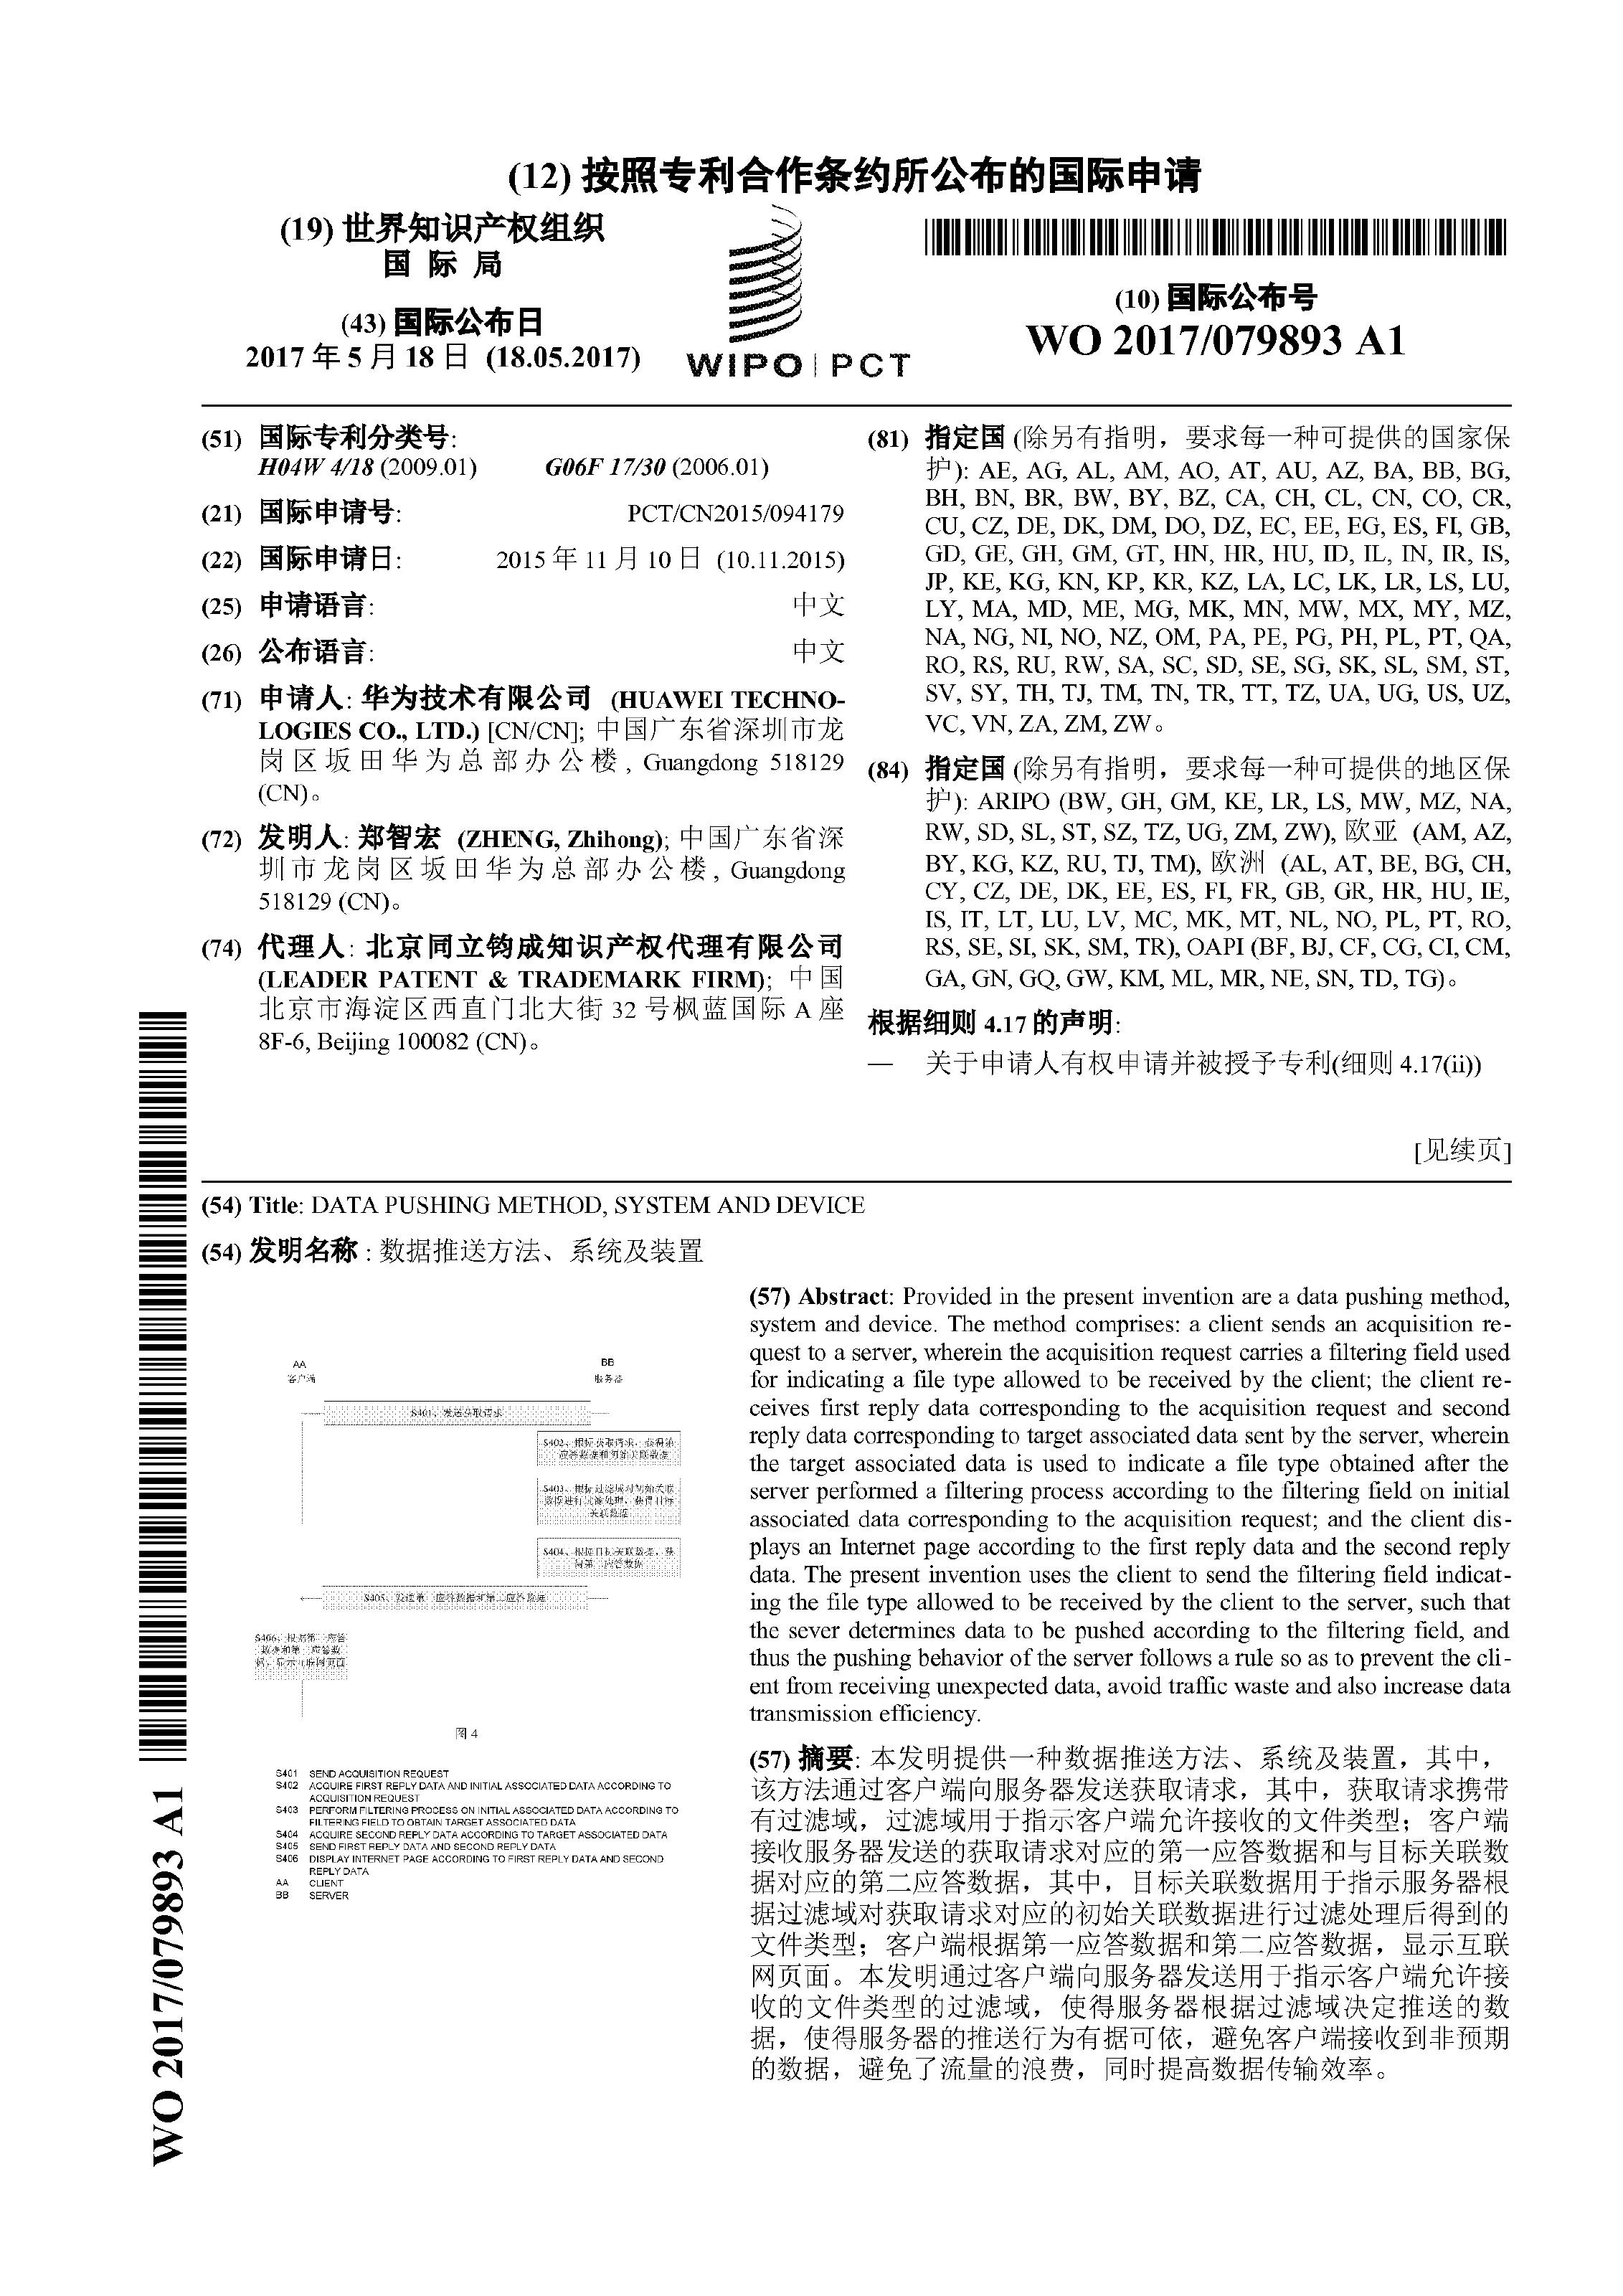 (12) 按照专利合作条约所公布的国际申请
(19) 世界知识产权组织
国 际 局
(43) 国际公布日
2017 年 5 月 18 日 (18.05.2017)
WIPO | PCT
(10) 国际公布号
WO 2017/079893 A1
(51) 国际专利分类号:
H04W 4/18 (2009.01) G06F 17/30 (2006.01)
(21) 国际申请号: PCT/CN2015/094179
(22) 国际申请日: 2015 年 11 月 10 日 (10.11.2015)
(25) 申请语言: 中文
(26) 公布语言: 中文
(71) 申请人: 华为技术有限公司 (HUAWEI TECHNO-
LOGIES CO., LTD.) [CN/CN]; 中国广东省深圳市龙
岗区坂田华为总部办公楼, Guangdong 518129
(CN)。
(72) 发明人: 郑智宏 (ZHENG, Zhihong); 中国广东省深
圳市龙岗区坂田华为总部办公楼, Guangdong
518129 (CN)。
(74) 代理人: 北京同立钧成知识产权代理有限公司
(LEADER PATENT & TRADEMARK FIRM); 中国
北京市海淀区西直门北大街 32 号枫蓝国际 A 座
8F-6, Beijing 100082 (CN)。
(81) 指定国 (除另有指明，要求每一种可提供的国家保
护): AE, AG, AL, AM, AO, AT, AU, AZ, BA, BB, BG,
BH, BN, BR, BW, BY, BZ, CA, CH, CL, CN, CO, CR,
CU, CZ, DE, DK, DM, DO, DZ, EC, EE, EG, ES, FI, GB,
GD, GE, GH, GM, GT, HN, HR, HU, ID, IL, IN, IR, IS,
JP, KE, KG, KN, KP, KR, KZ, LA, LC, LK, LR, LS, LU,
LY, MA, MD, ME, MG, MK, MN, MW, MX, MY, MZ,
NA, NG, NI, NO, NZ, OM, PA, PE, PG, PH, PL, PT, QA,
RO, RS, RU, RW, SA, SC, SD, SE, SG, SK, SL, SM, ST,
SV, SY, TH, TJ, TM, TN, TR, TT, TZ, UA, UG, US, UZ,
VC, VN, ZA, ZM, ZW。
(84) 指定国 (除另有指明，要求每一种可提供的地区保
护): ARIPO (BW, GH, GM, KE, LR, LS, MW, MZ, NA,
RW, SD, SL, ST, SZ, TZ, UG, ZM, ZW), 欧亚 (AM, AZ,
BY, KG, KZ, RU, TJ, TM), 欧洲 (AL, AT, BE, BG, CH,
CY, CZ, DE, DK, EE, ES, FI, FR, GB, GR, HR, HU, IE,
IS, IT, LT, LU, LV, MC, MK, MT, NL, NO, PL, PT, RO,
RS, SE, SI, SK, SM, TR), OAPI (BF, BJ, CF, CG, CI, CM,
GA, GN, GQ, GW, KM, ML, MR, NE, SN, TD, TG)。
根据细则 4.17 的声明:
— 关于申请人有权申请并被授予专利(细则 4.17(ii))
[见续页]
(54) Title: DATA PUSHING METHOD, SYSTEM AND DEVICE
(54) 发明名称 : 数据推送方法、系统及装置
AA
客户端
BB
服务器
S401、发送获取请求
S402、根据获取请求，获得第一
应答数据和初始关联数据
S403、根据过滤域对初始关联
数据进行过滤处理，获得目标
关联数据
S404、根据目标关联数据，获
得第二应答数据
S405、发送第一应答数据和第二应答数据
S406、根据第一应答
数据和第二应答数
据，显示互联网页面
图 4
S401 SEND ACQUISITION REQUEST
S402 ACQUIRE FIRST REPLY DATA AND INITIAL ASSOCIATED DATA ACCORDING TO
ACQUISITION REQUEST
S403 PERFORM FILTERING PROCESS ON INITIAL ASSOCIATED DATA ACCORDING TO
FILTERING FIELD TO OBTAIN TARGET ASSOCIATED DATA
S404 ACQUIRE SECOND REPLY DATA ACCORDING TO TARGET ASSOCIATED DATA
S405 SEND FIRST REPLY DATA AND SECOND REPLY DATA
S406 DISPLAY INTERNET PAGE ACCORDING TO FIRST REPLY DATA AND SECOND
REPLY DATA
AA CLIENT
BB SERVER
(57) Abstract: Provided in the present invention are a data pushing method,
system and device. The method comprises: a client sends an acquisition re-
quest to a server, wherein the acquisition request carries a filtering field used
for indicating a file type allowed to be received by the client; the client re-
ceives first reply data corresponding to the acquisition request and second
reply data corresponding to target associated data sent by the server, wherein
the target associated data is used to indicate a file type obtained after the
server performed a filtering process according to the filtering field on initial
associated data corresponding to the acquisition request; and the client dis-
plays an Internet page according to the first reply data and the second reply
data. The present invention uses the client to send the filtering field indicat-
ing the file type allowed to be received by the client to the server, such that
the sever determines data to be pushed according to the filtering field, and
thus the pushing behavior of the server follows a rule so as to prevent the cli-
ent from receiving unexpected data, avoid traffic waste and also increase data
transmission efficiency.
(57) 摘要: 本发明提供一种数据推送方法、系统及装置，其中，
该方法通过客户端向服务器发送获取请求，其中，获取请求携带
有过滤域，过滤域用于指示客户端允许接收的文件类型；客户端
接收服务器发送的获取请求对应的第一应答数据和与目标关联数
据对应的第二应答数据，其中，目标关联数据用于指示服务器根
据过滤域对获取请求对应的初始关联数据进行过滤处理后得到的
文件类型；客户端根据第一应答数据和第二应答数据，显示互联
网页面。本发明通过客户端向服务器发送用于指示客户端允许接
收的文件类型的过滤域，使得服务器根据过滤域决定推送的数
据，使得服务器的推送行为有据可依，避免客户端接收到非预期
的数据，避免了流量的浪费，同时提高数据传输效率。
WO 2017/079893 A1